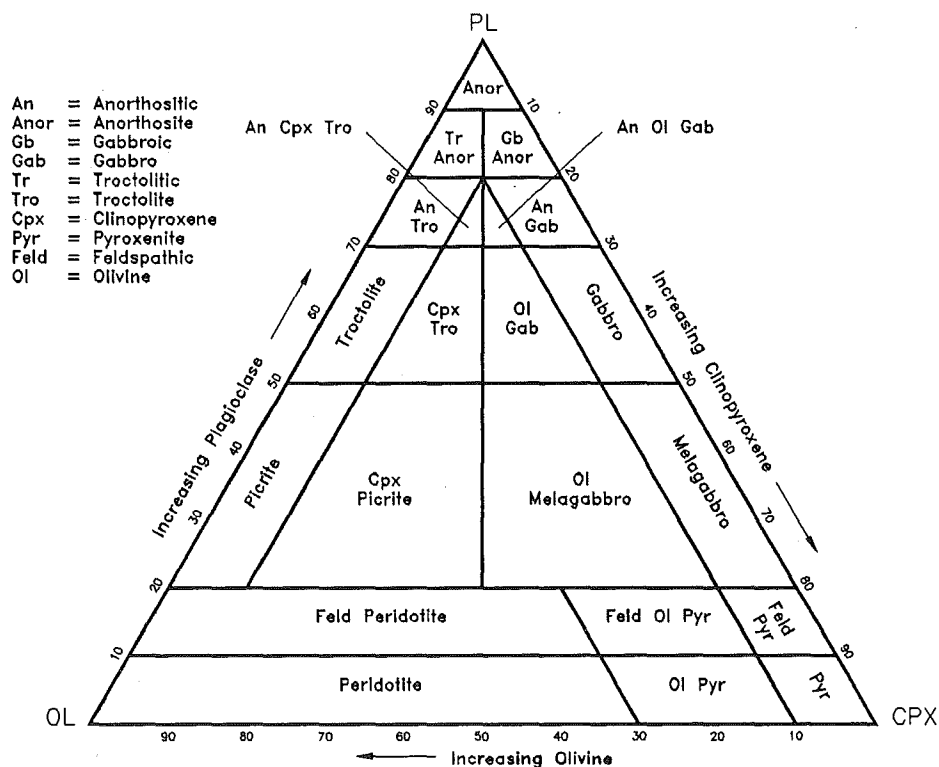 PL
An = Anorthositic
Anor = Anorthosite
Gb = Gabbroic
Gab = Gabbro
Tr = Troctolitic
Tro = Troctolite
Cpx = Clinopyroxene
Pyr = Pyroxenite
Feld = Feldspathic
Ol = Olivine
An Cpx Tro
An Ol Gab
Anor
Tr
Anor
Gb
Anor
An
Tro
An
Gab
Troctolite
Cpx
Tro
Ol
Gab
Gabbro
Picrite
Cpx
Picrite
Ol
Melagabbro
Melagabbro
Feld Peridotite
Feld Ol Pyr
Feld
Pyr
Peridotite
Ol Pyr
Pyr
Increasing Plagioclase
90
80
70
60
50
40
30
20
10
Increasing Clinopyroxene
10
20
30
40
50
60
70
80
90
OL
CPX
90 80 70 60 50 40 30 20 10
Increasing Olivine